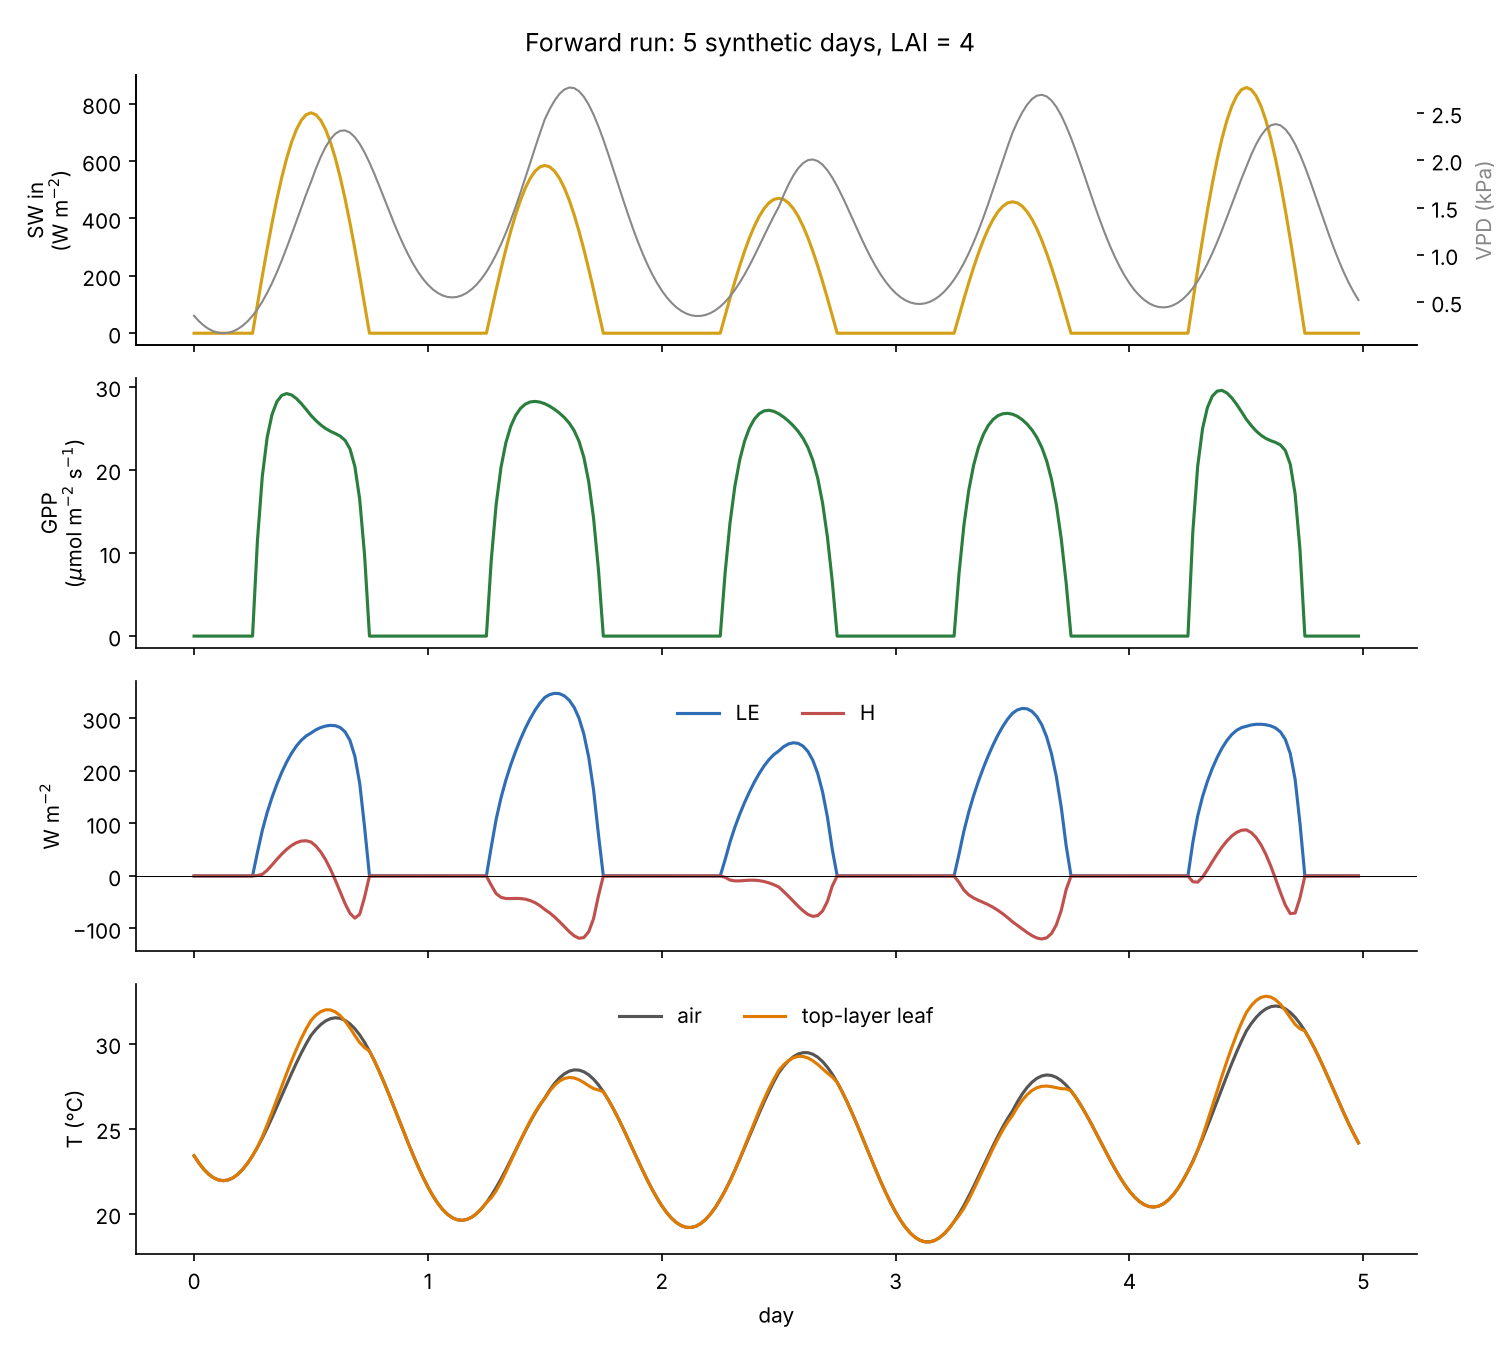 Forward run: 5 synthetic days, LAI = 4
SW in
(W m⁻²)
800
600
400
200
0
2.5
2.0
1.5
1.0
0.5
VPD (kPa)
GPP
(μmol m⁻² s⁻¹)
30
20
10
0
W m⁻²
300
200
100
0
−100
LE
H
T (°C)
30
25
20
air
top-layer leaf
0
1
2
3
4
5
day